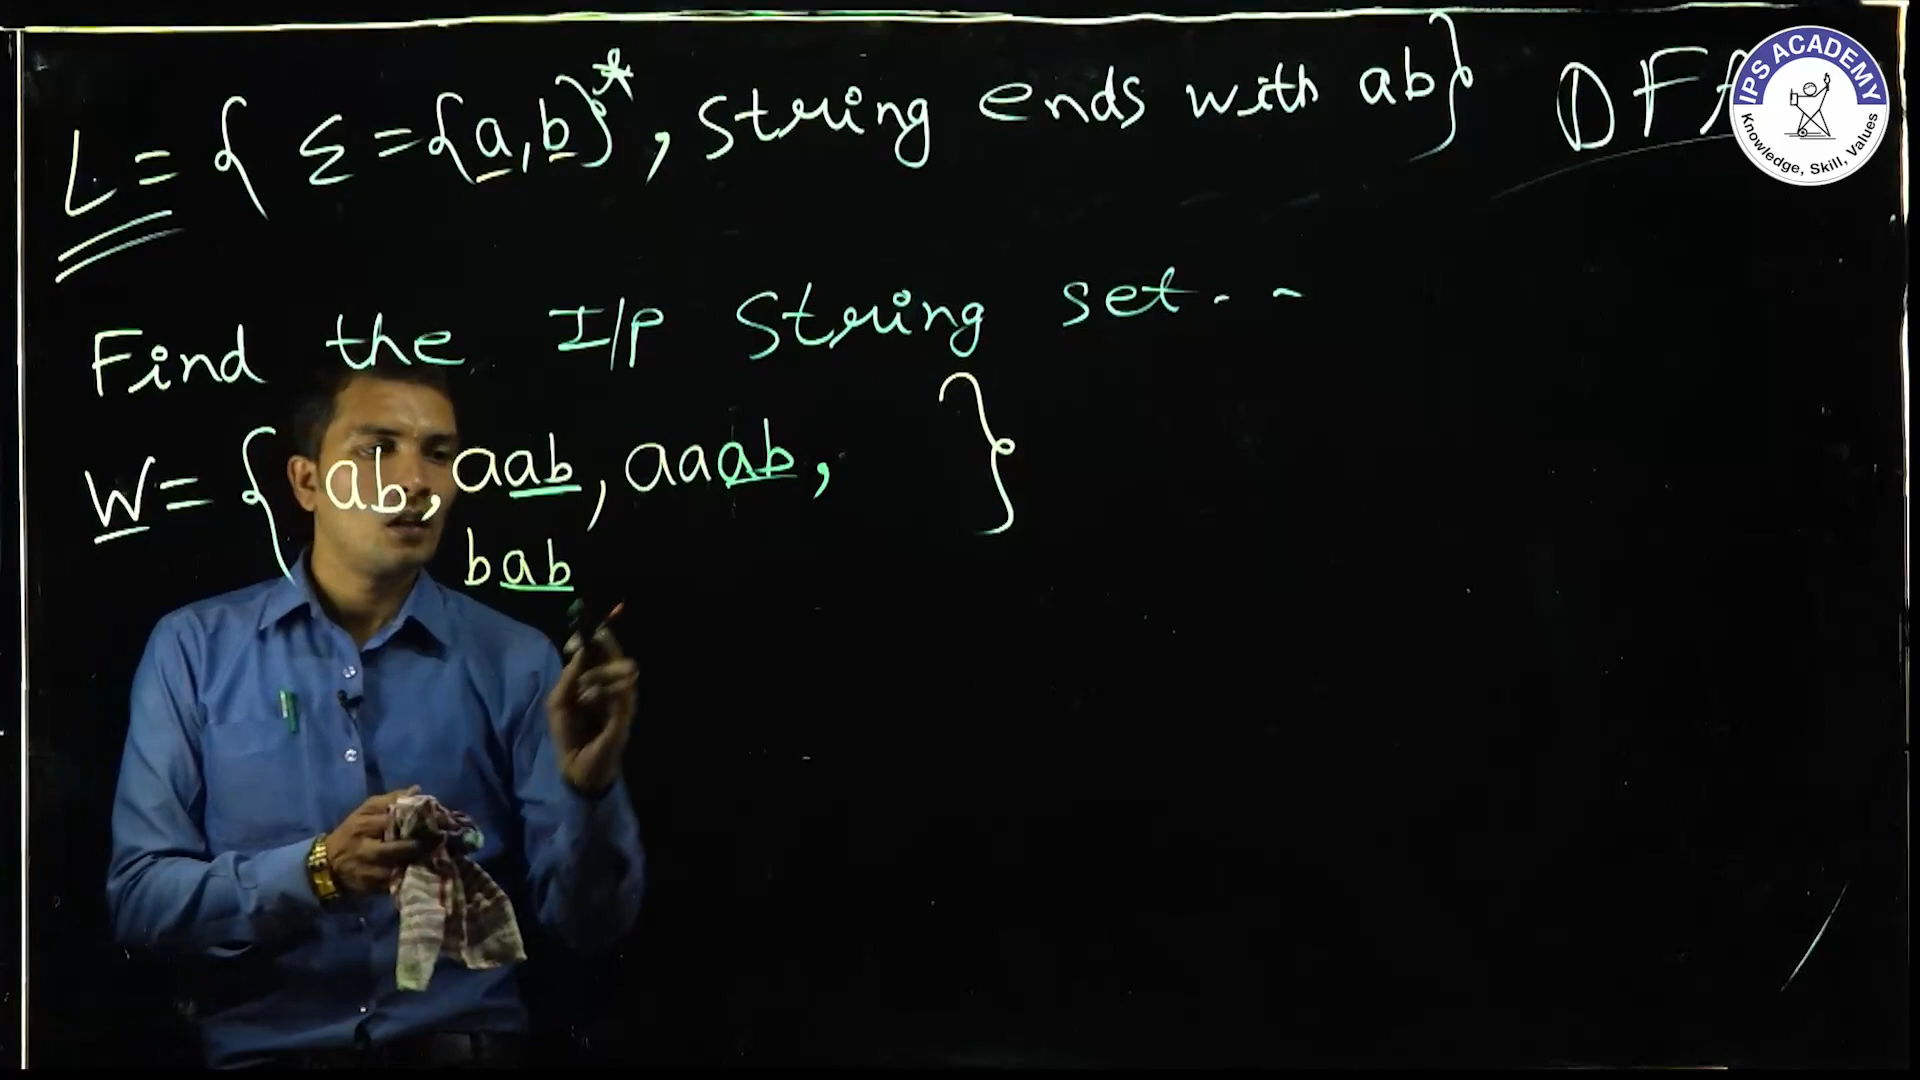 L = { Σ = {a, b}*, String ends with ab} DFA
IPS ACADEMY
Knowledge, Skill, Values
Find the I/P String set. -
W = { ab, aab, aaab, }
bab